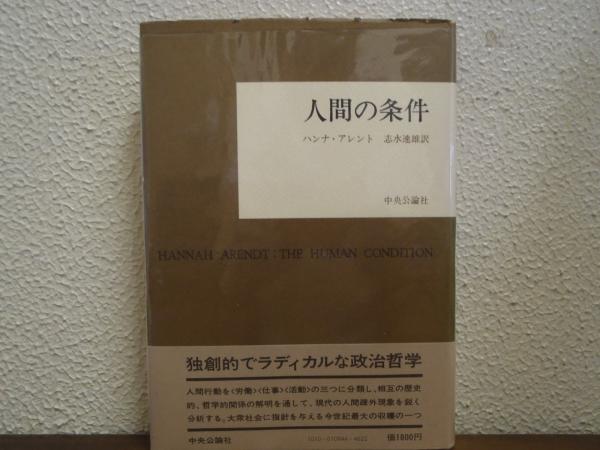 人間の条件
ハンナ・アレント 志水速雄訳
中央公論社
HANNAH ARENDT : THE HUMAN CONDITION
独創的でラディカルな政治哲学
人間行動を〈労働〉〈仕事〉〈活動〉の三つに分類し、相互の歴史
的、哲学的関係の解明を通して、現代の人間疎外現象を鋭く
分析する。大衆社会に指針を与える今世紀最大の収穫の一つ
中央公論社
価1800円